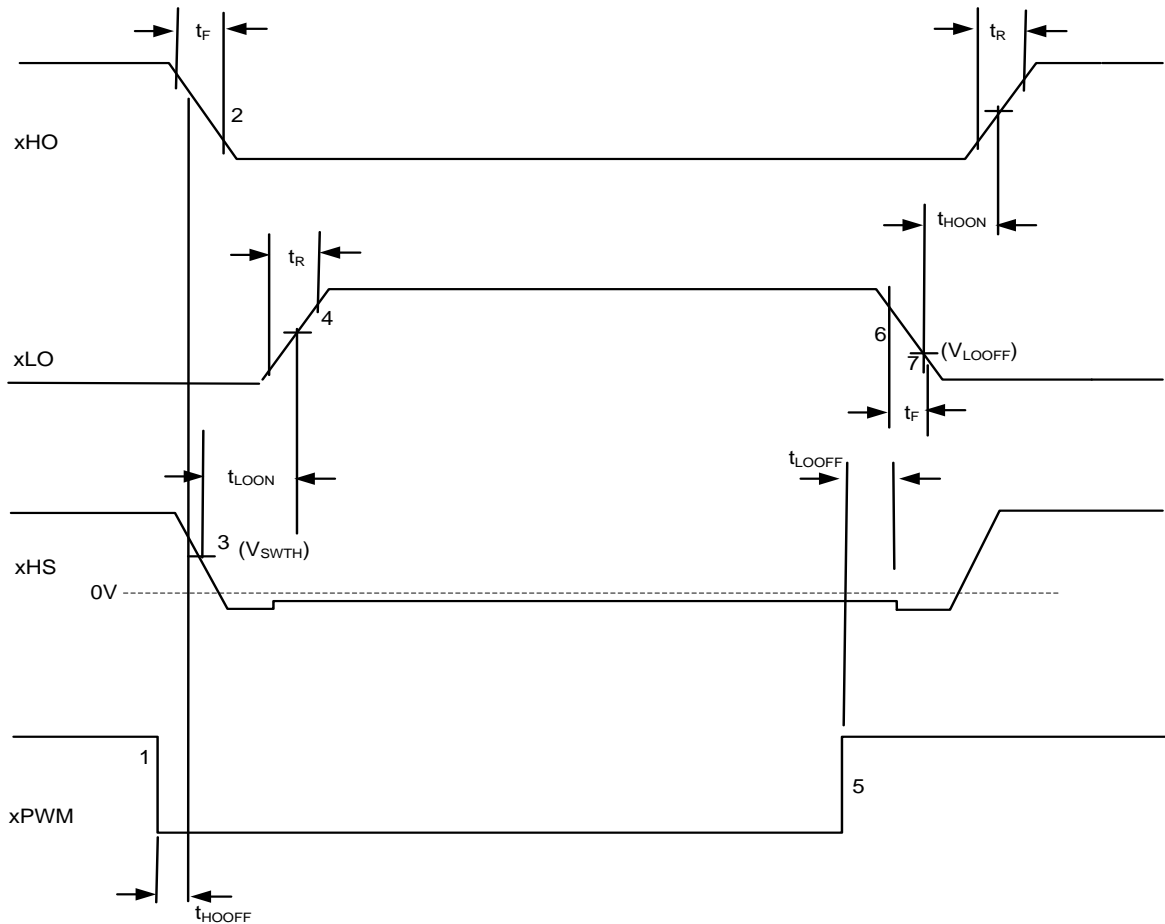 tF
tR
2
xHO
tHOON
tR
4
6
7 (VLOOFF)
xLO
tF
tLOOFF
tLOON
3 (VSWTH)
xHS
0V
1
5
xPWM
tHOOFF